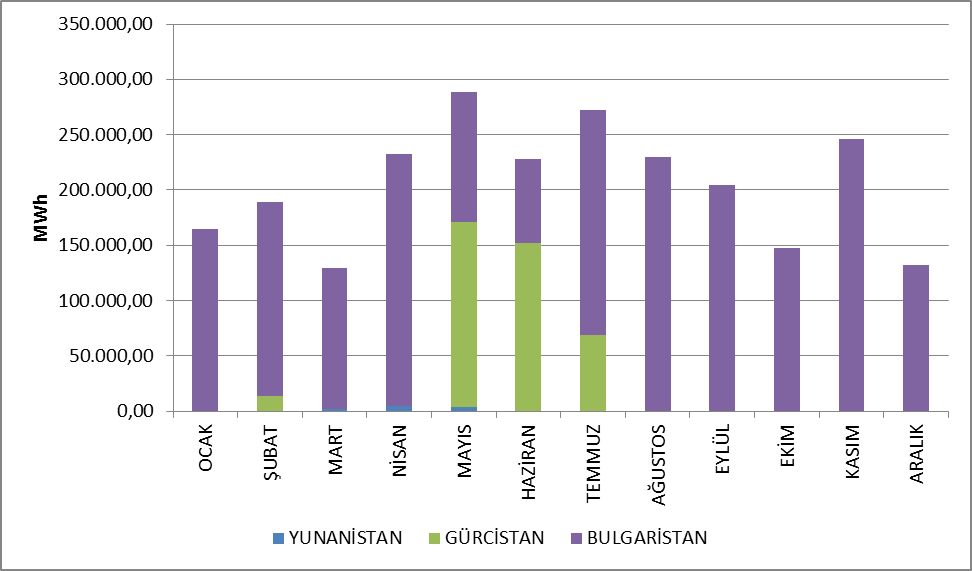 350.000,00
300.000,00
250.000,00
200.000,00
150.000,00
100.000,00
50.000,00
0,00
MWh
OCAK
ŞUBAT
MART
NİSAN
MAYIS
HAZİRAN
TEMMUZ
AĞUSTOS
EYLÜL
EKİM
KASIM
ARALIK
YUNANİSTAN GÜRCİSTAN BULGARİSTAN